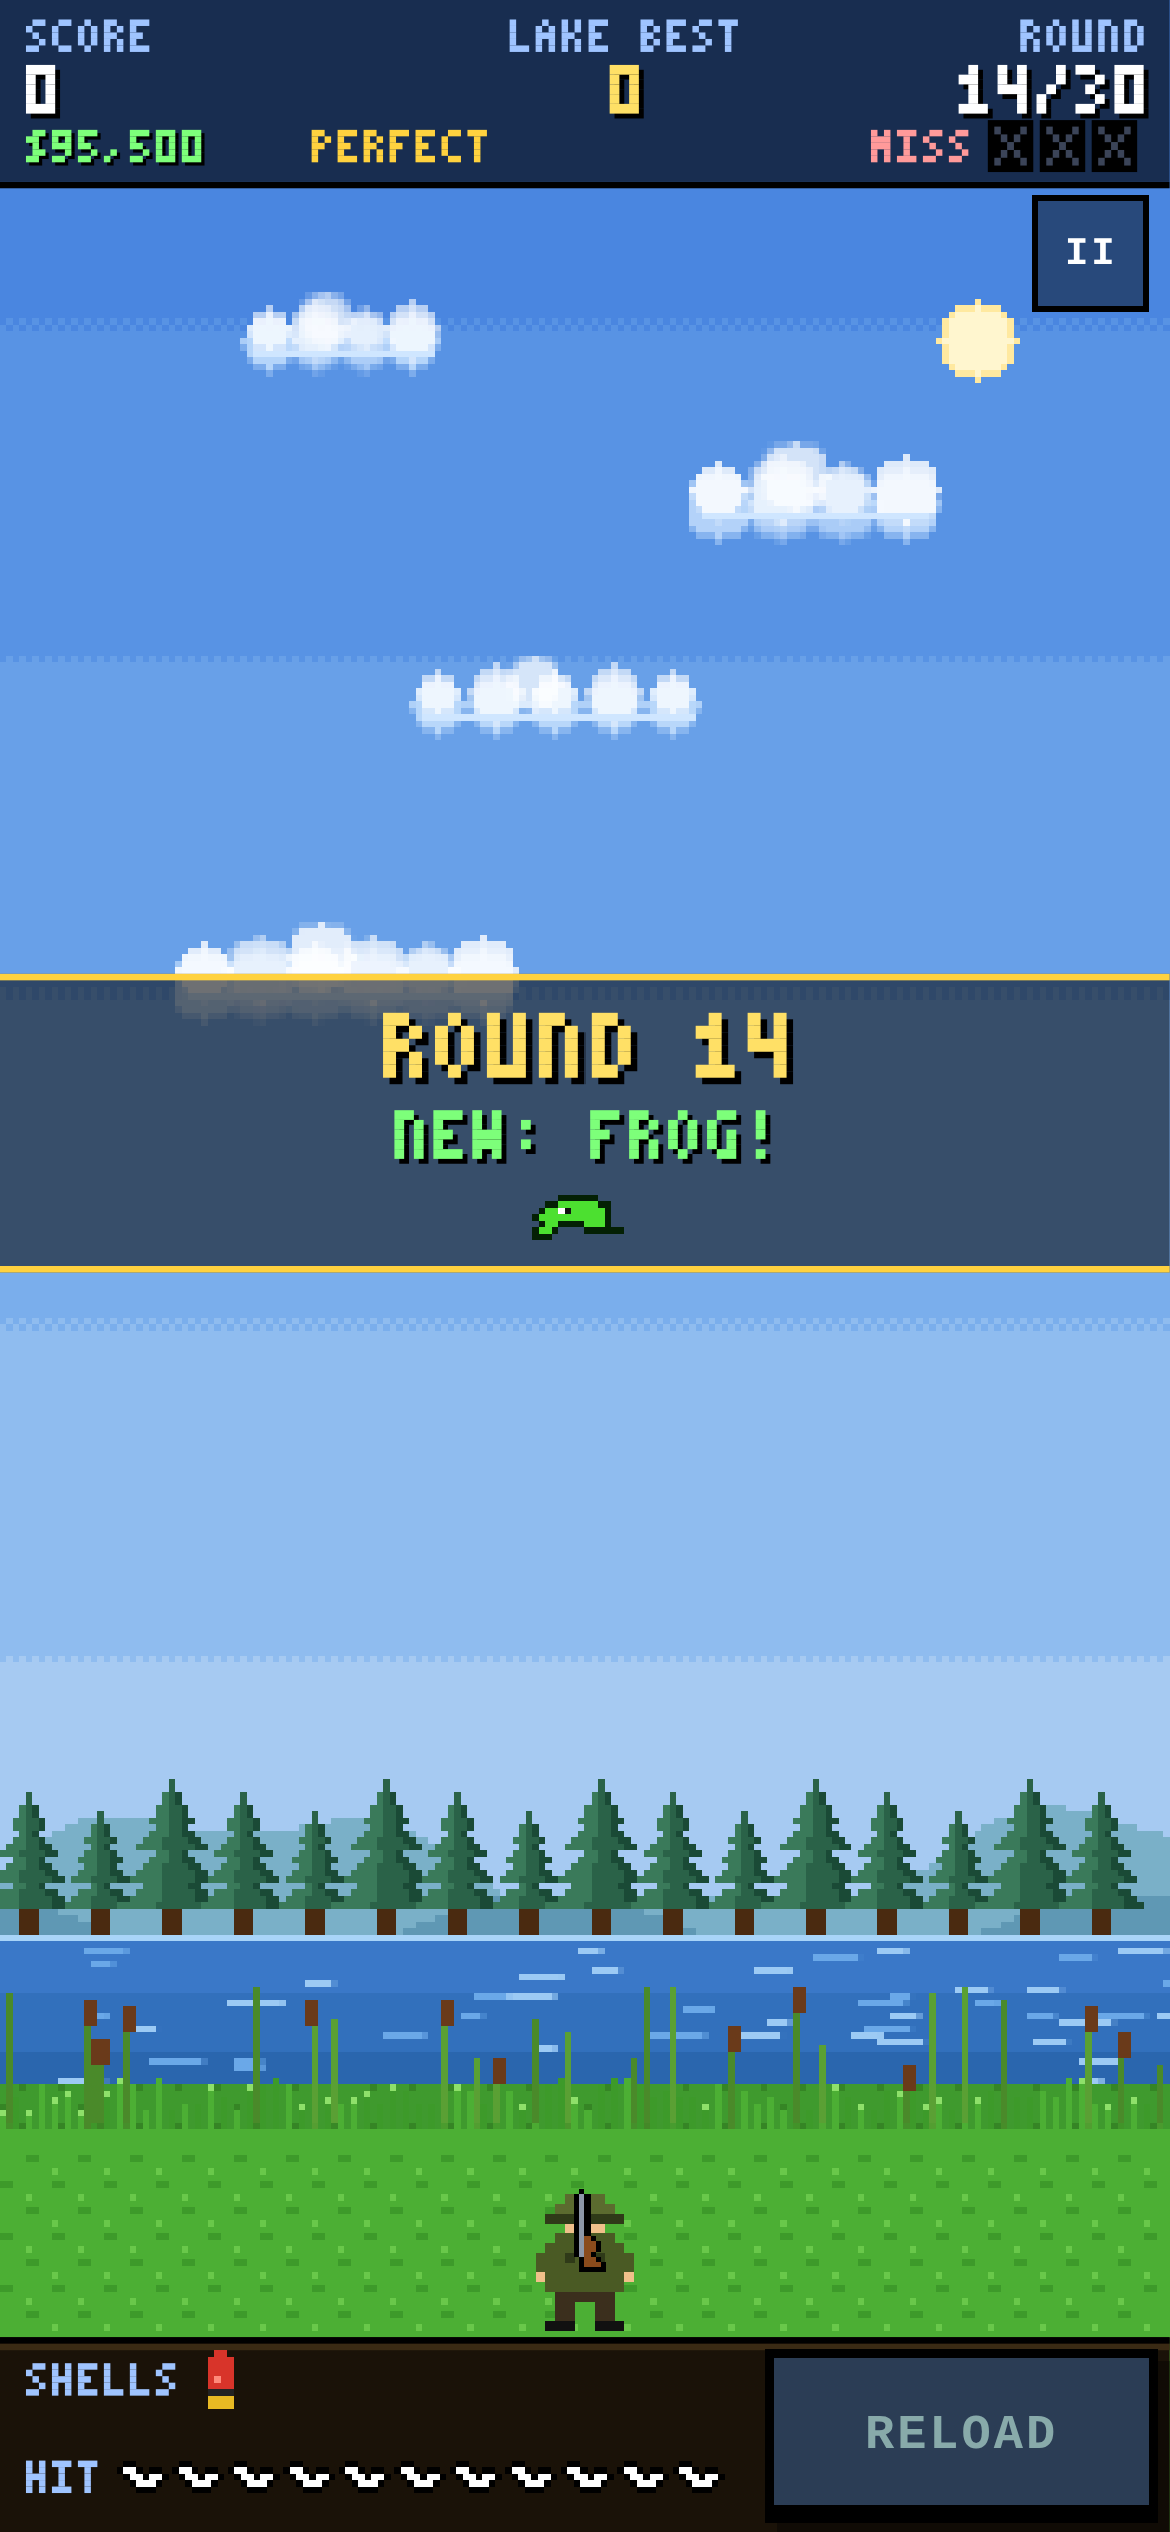 SCORE
LAKE BEST
ROUND
0
0
14/30
$95,500
PERFECT
MISS
II
ROUND 14
NEW: FROG!
SHELLS
RELOAD
HIT